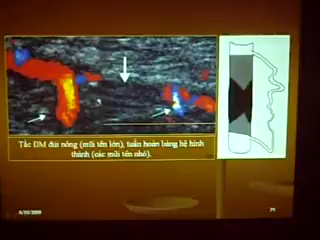 Tắc ĐM đùi nông (mũi tên lớn), tuần hoàn bàng hệ hình
thành (các mũi tên nhỏ).